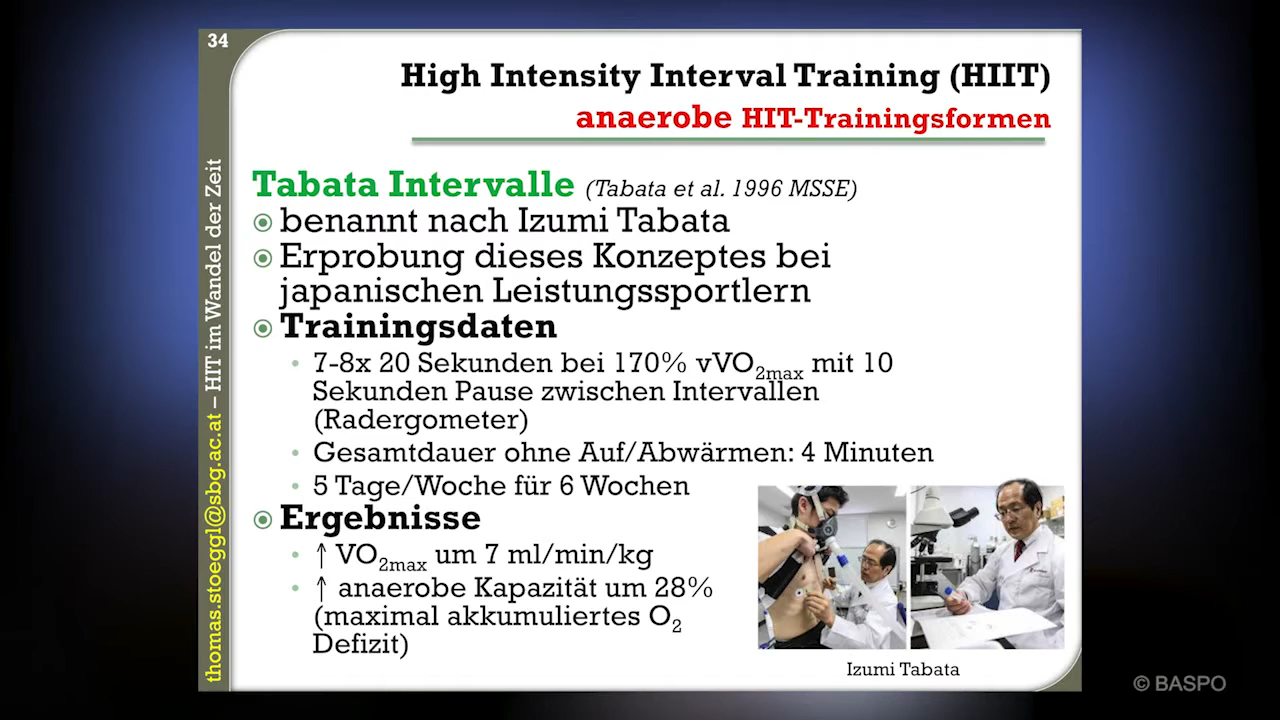 34
High Intensity Interval Training (HIIT)
anaerobe HIT-Trainingsformen
thomas.stoeggl@sbg.ac.at – HIT im Wandel der Zeit
Tabata Intervalle (Tabata et al. 1996 MSSE)
benannt nach Izumi Tabata
Erprobung dieses Konzeptes bei
japanischen Leistungssportlern
Trainingsdaten
7-8x 20 Sekunden bei 170% vVO2max mit 10
Sekunden Pause zwischen Intervallen
(Radergometer)
Gesamtdauer ohne Auf/Abwärmen: 4 Minuten
5 Tage/Woche für 6 Wochen
Ergebnisse
↑ VO2max um 7 ml/min/kg
↑ anaerobe Kapazität um 28%
(maximal akkumuliertes O2
Defizit)
Izumi Tabata
© BASPO